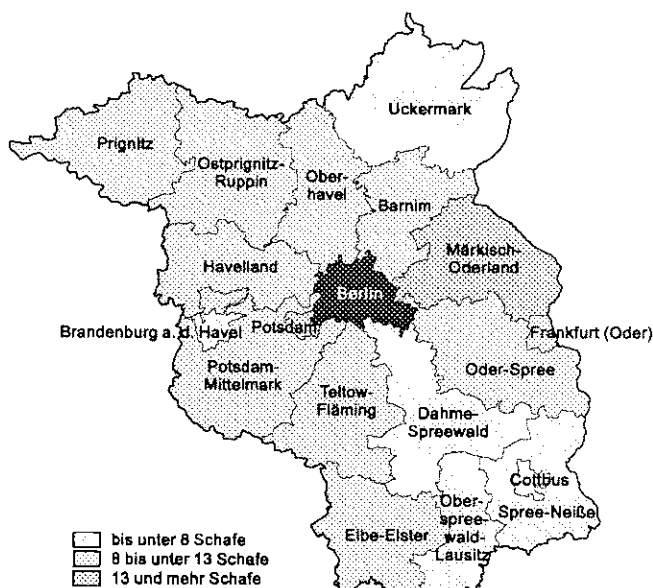 Uckermark
Prignitz
Ostprignitz-
Ruppin
Ober-
havel
Barnim
Märkisch-
Oderland
Havelland
Berlin
Brandenburg a. d. Havel
Potsdam
Frankfurt (Oder)
Potsdam-
Mittelmark
Oder-Spree
Teltow-
Fläming
Dahme-
Spreewald
Cottbus
Spree-Neiße
Ober-
spree-
wald-
Lausitz
Elbe-Elster
bis unter 8 Schafe
8 bis unter 13 Schafe
13 und mehr Schafe